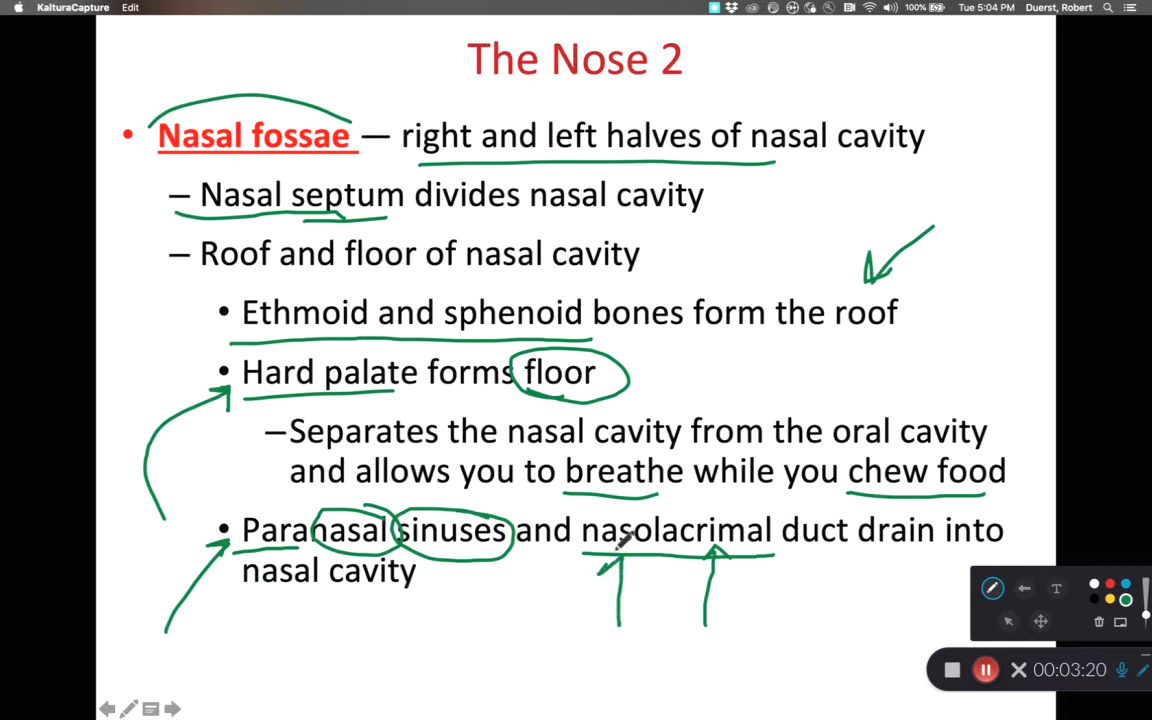 KalturaCapture Edit 100% Tue 5:04 PM Duerst, Robert
The Nose 2
• Nasal fossae — right and left halves of nasal cavity
– Nasal septum divides nasal cavity
– Roof and floor of nasal cavity
• Ethmoid and sphenoid bones form the roof
• Hard palate forms floor
–Separates the nasal cavity from the oral cavity
and allows you to breathe while you chew food
• Paranasal sinuses and nasolacrimal duct drain into
nasal cavity
T
00:03:20